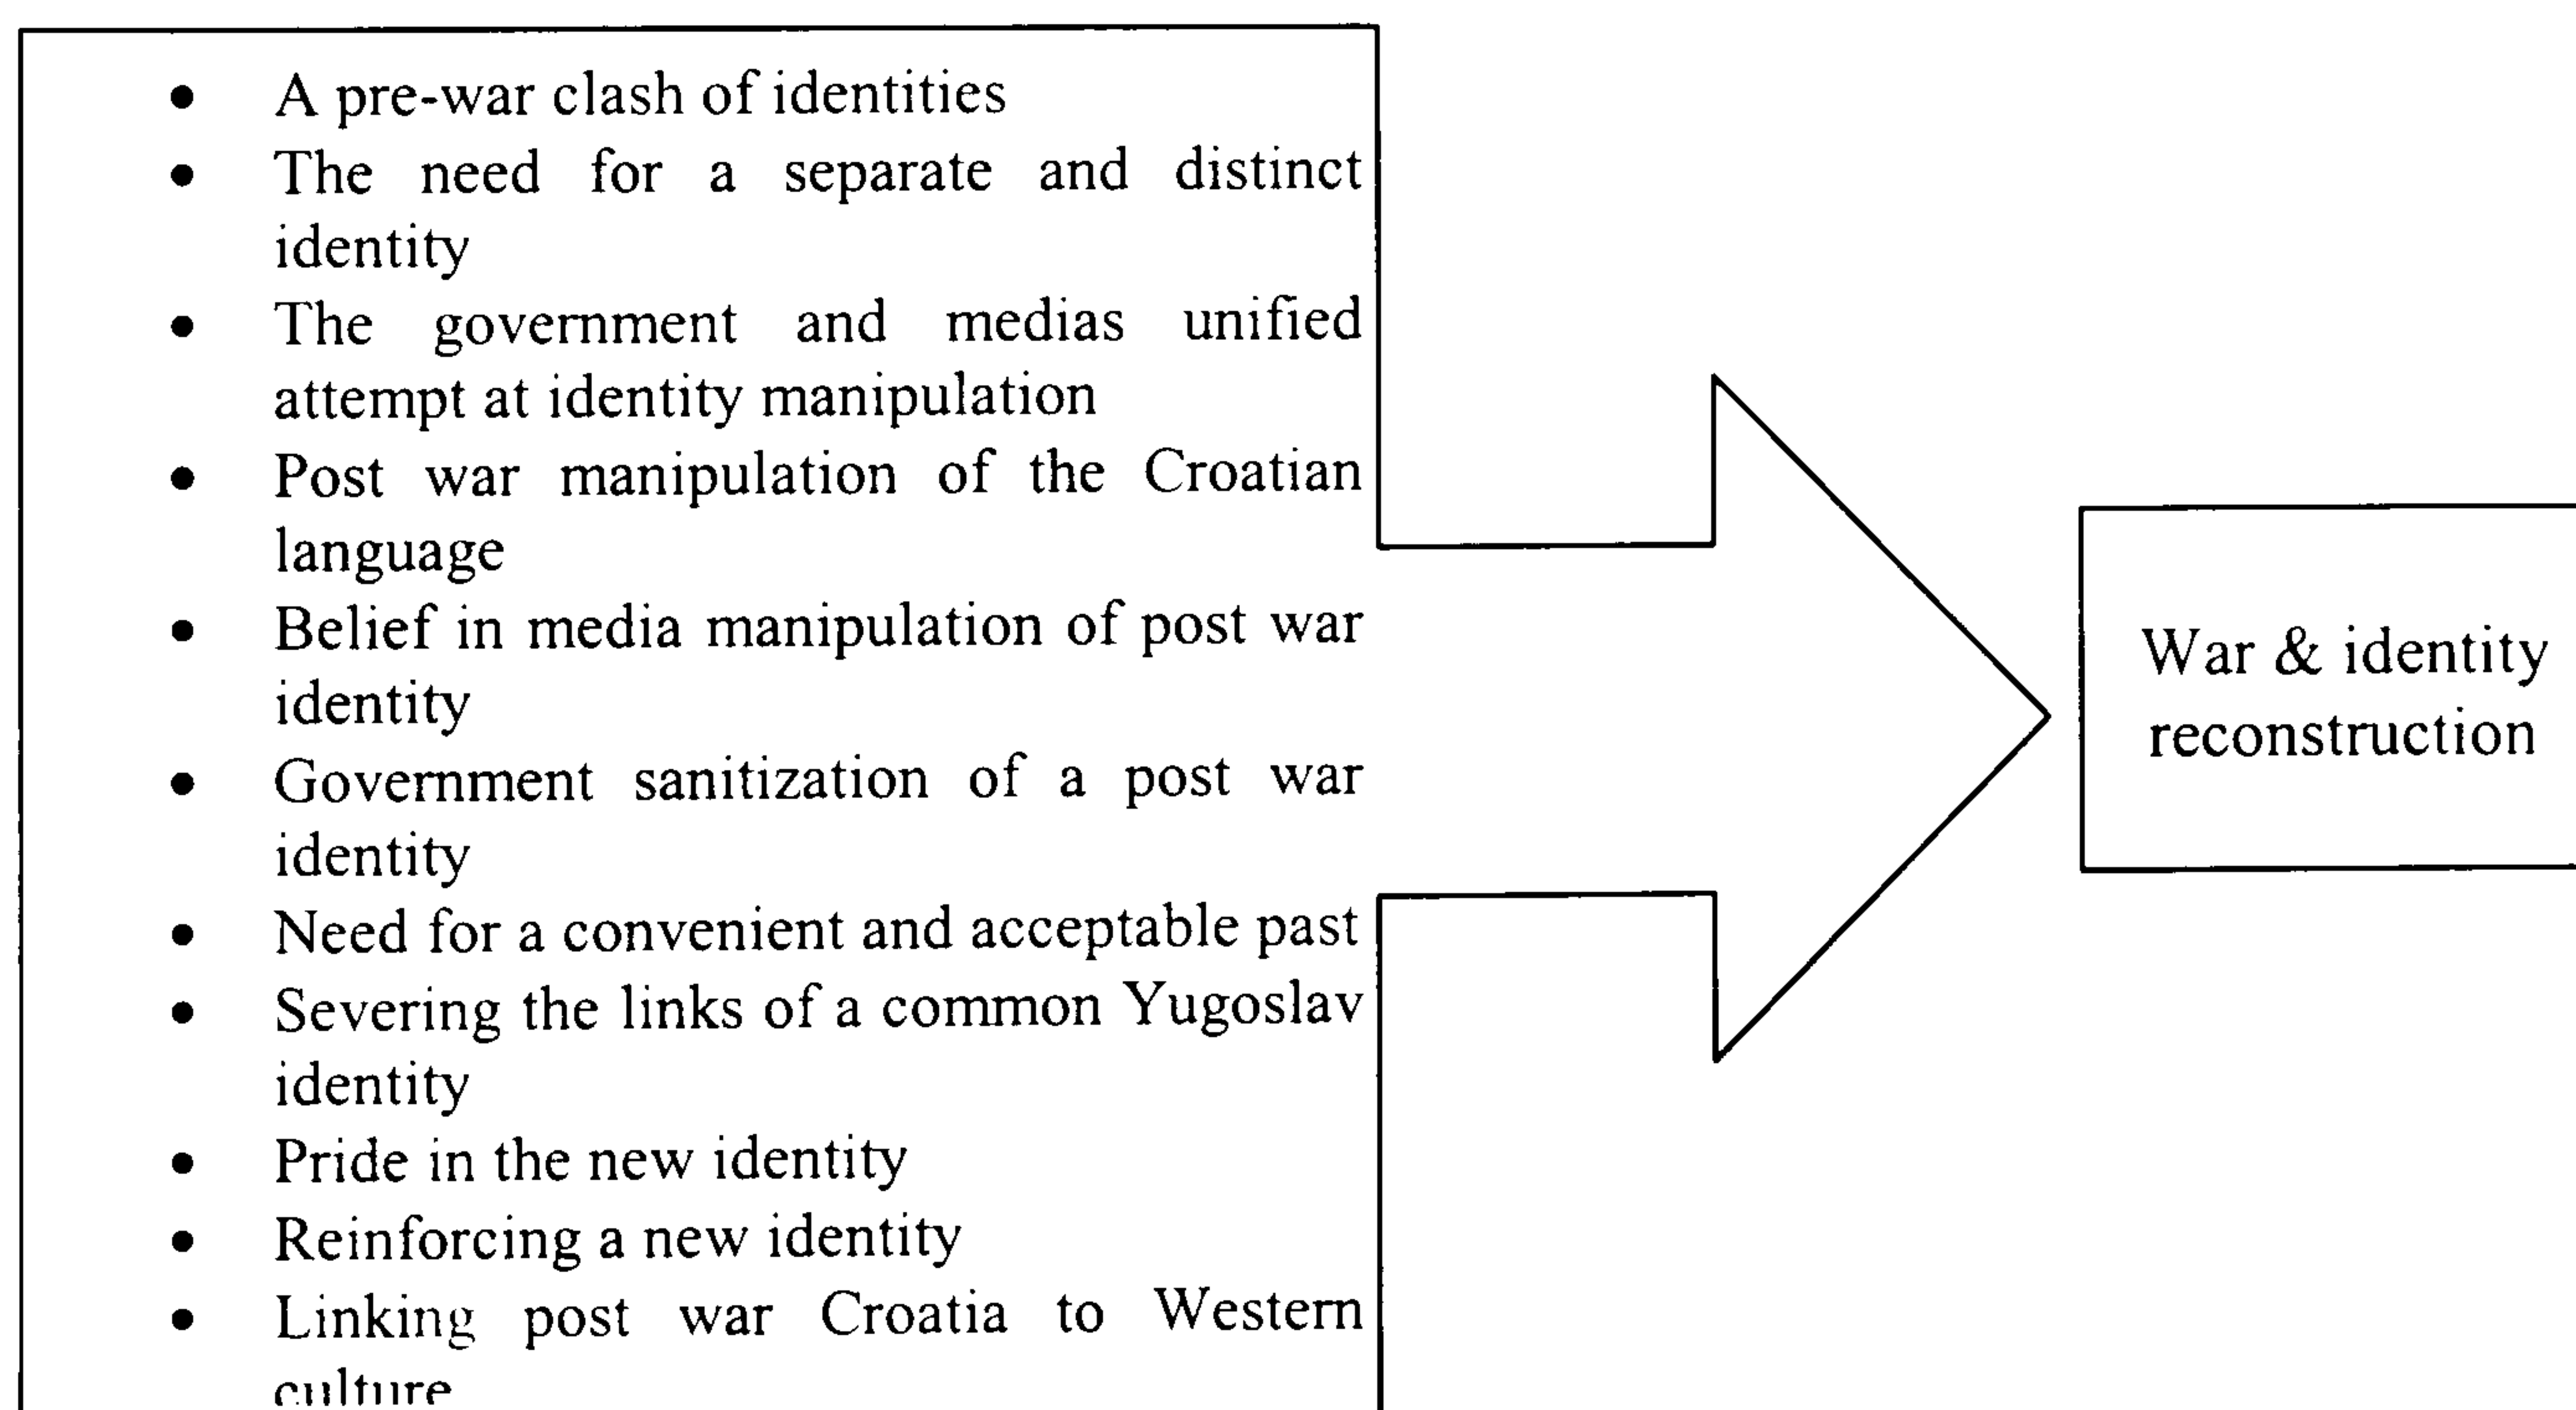 • A pre-war clash of identities
• The need for a separate and distinct
identity
• The government and medias unified
attempt at identity manipulation
• Post war manipulation of the Croatian
language
• Belief in media manipulation of post war
identity
• Government sanitization of a post war
identity
• Need for a convenient and acceptable past
• Severing the links of a common Yugoslav
identity
• Pride in the new identity
• Reinforcing a new identity
• Linking post war Croatia to Western
culture
War & identity
reconstruction